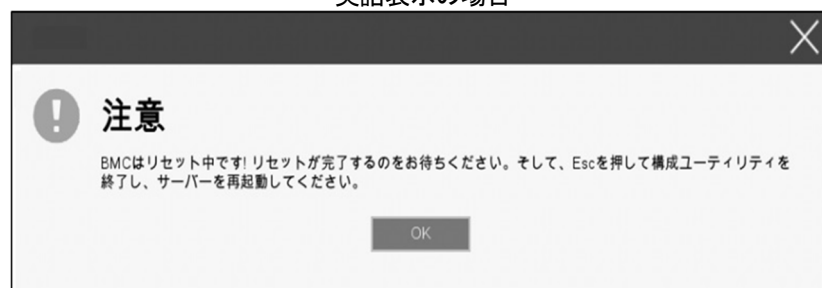 英語表示の場合
注意
BMCはリセット中です! リセットが完了するのをお待ちください。そして、Escを押して構成ユーティリティを
終了し、サーバーを再起動してください。
OK